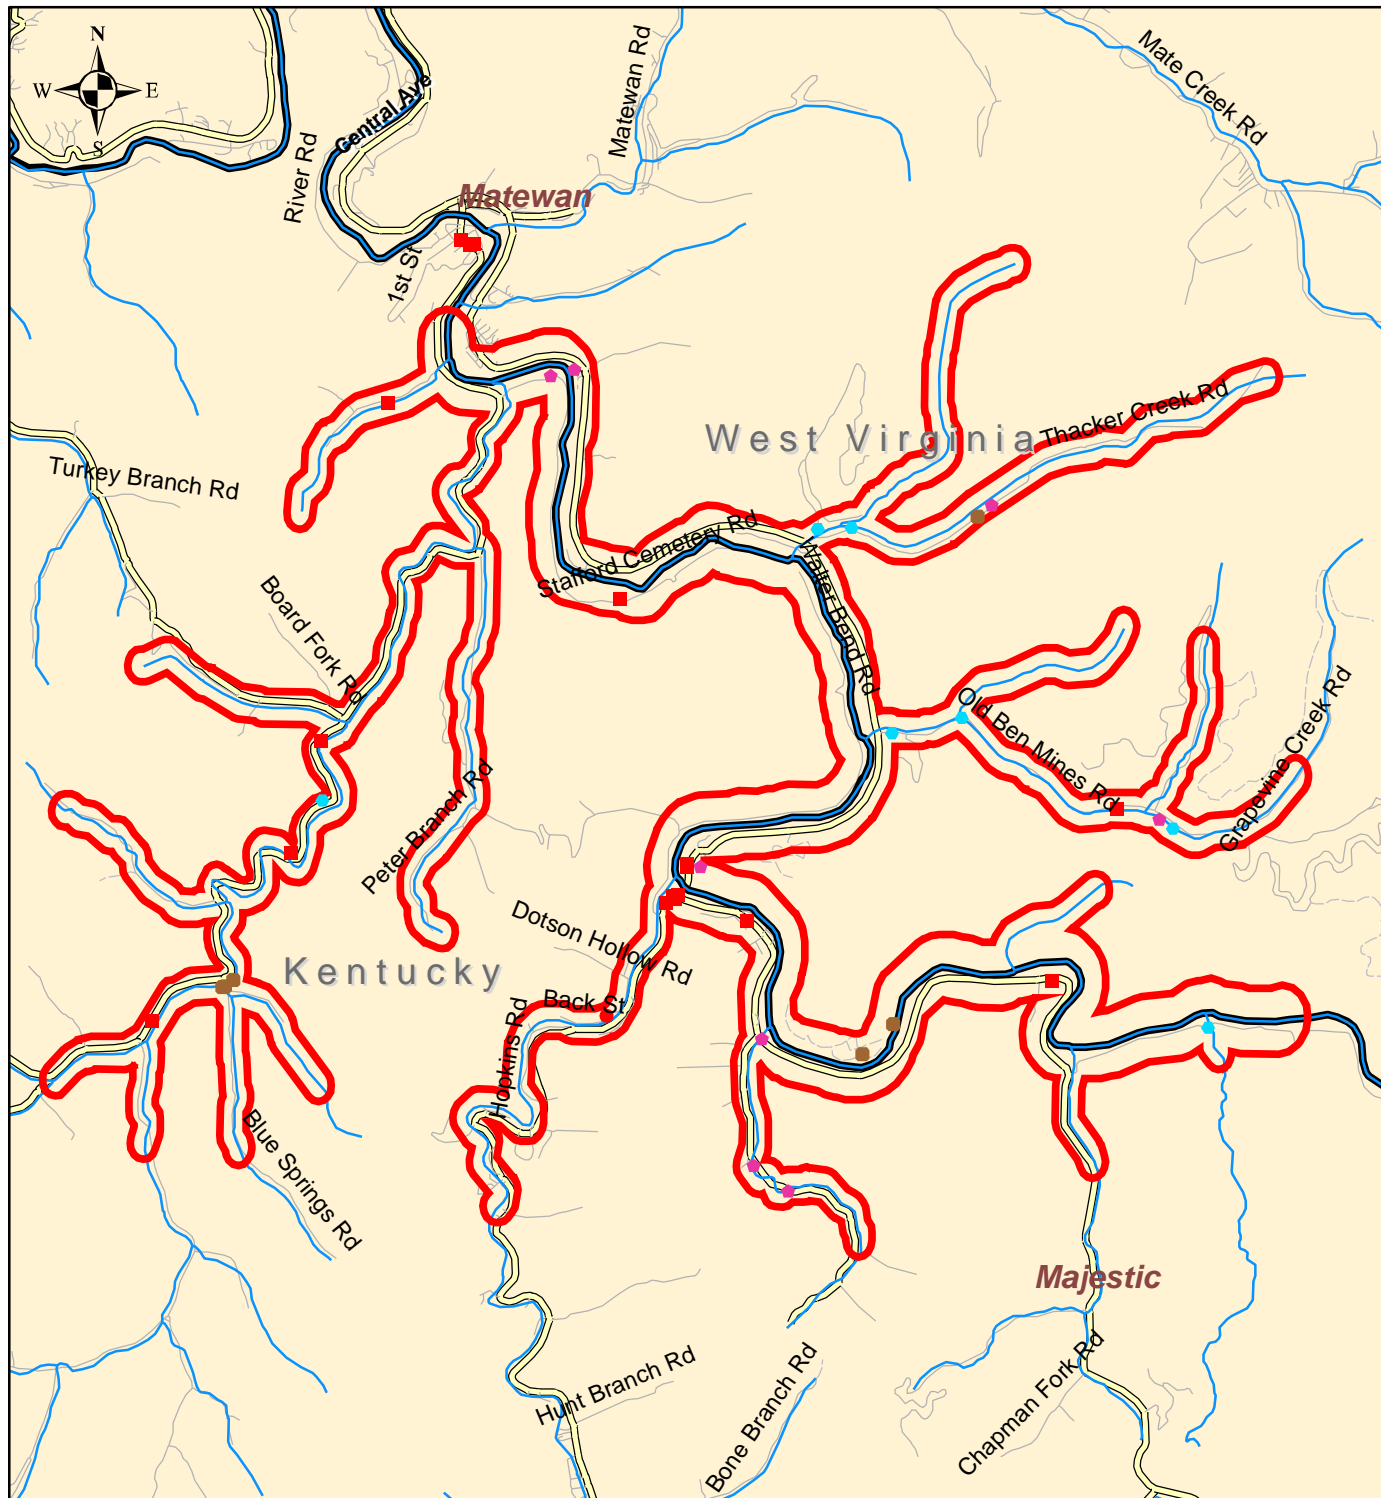 N
W
E
S
Central Ave
River Rd
Matewan Rd
Mate Creek Rd
Matewan
1st St
West Virginia
Thacker Creek Rd
Turkey Branch Rd
Stafford Cemetery Rd
Walter Bend Rd
Board Fork Rd
Old Ben Mines Rd
Grapevine Creek Rd
Peter Branch Rd
Dotson Hollow Rd
Kentucky
Back St
Hopkins Rd
Blue Springs Rd
Majestic
Hunt Branch Rd
Bone Branch Rd
Chapman Fork Rd